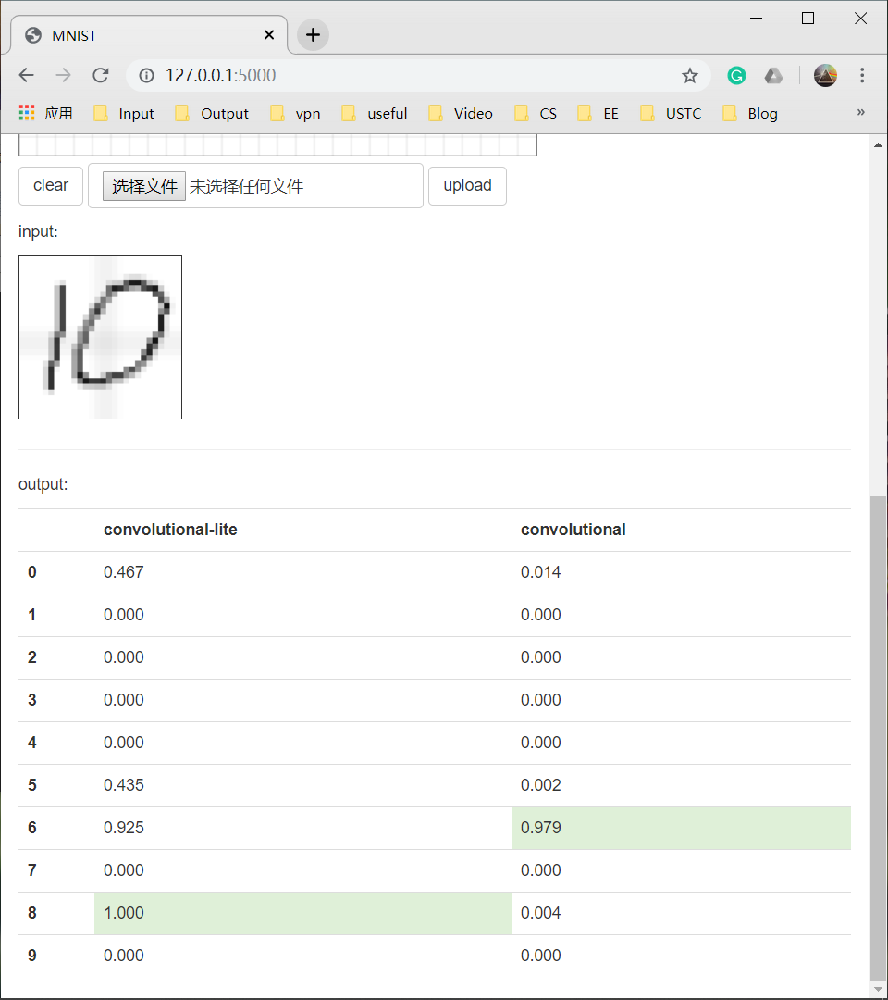 MNIST
127.0.0.1:5000
应用 Input Output vpn useful Video CS EE USTC Blog »
clear 选择文件 未选择任何文件 upload
input:
10
output:
convolutional-lite convolutional
0 0.467 0.014
1 0.000 0.000
2 0.000 0.000
3 0.000 0.000
4 0.000 0.000
5 0.435 0.002
6 0.925 0.979
7 0.000 0.000
8 1.000 0.004
9 0.000 0.000